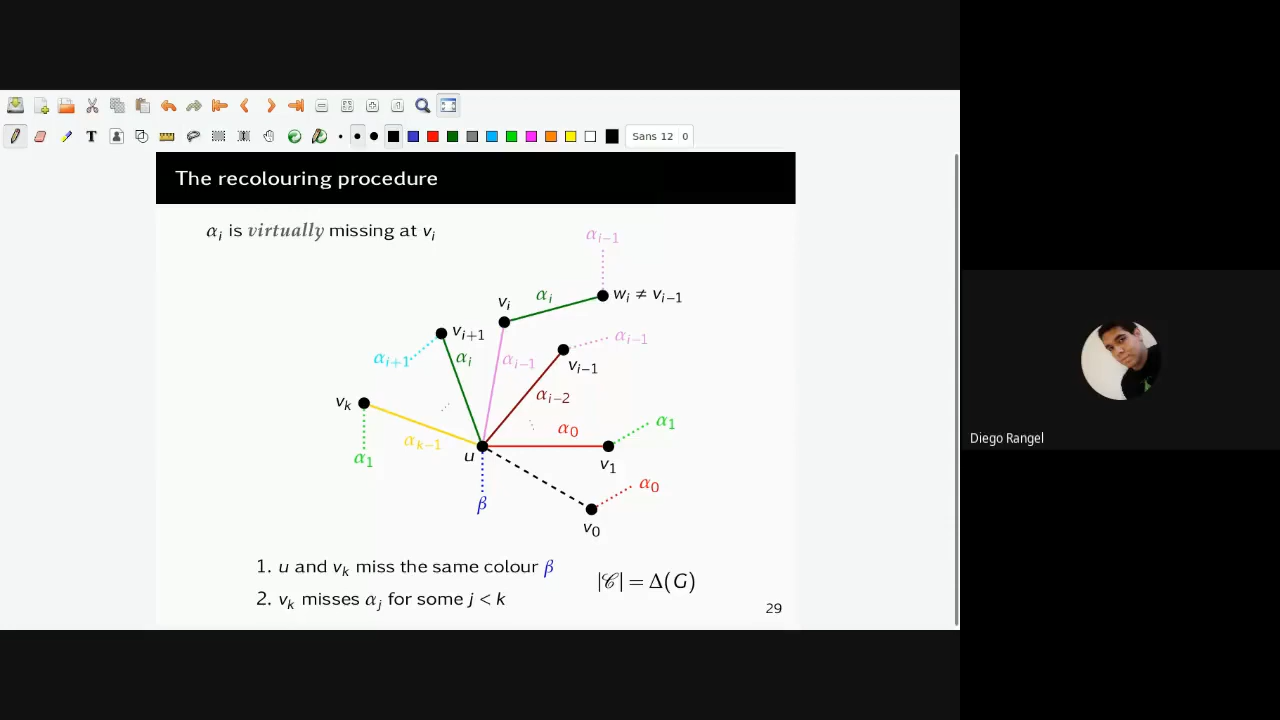 Sans 12 0
The recolouring procedure
αᵢ is virtually missing at vᵢ
αᵢ₋₁
αᵢ
wᵢ ≠ vᵢ₋₁
vᵢ
vᵢ₊₁
αᵢ₋₁
αᵢ₊₁
αᵢ
αᵢ₋₁
vᵢ₋₁
αᵢ₋₂
vₖ
α₀
α₁
αₖ₋₁
u
v₁
α₁
α₀
β
v₀
1. u and vₖ miss the same colour β
|𝒞| = Δ(G)
2. vₖ misses αⱼ for some j < k
29
Diego Rangel